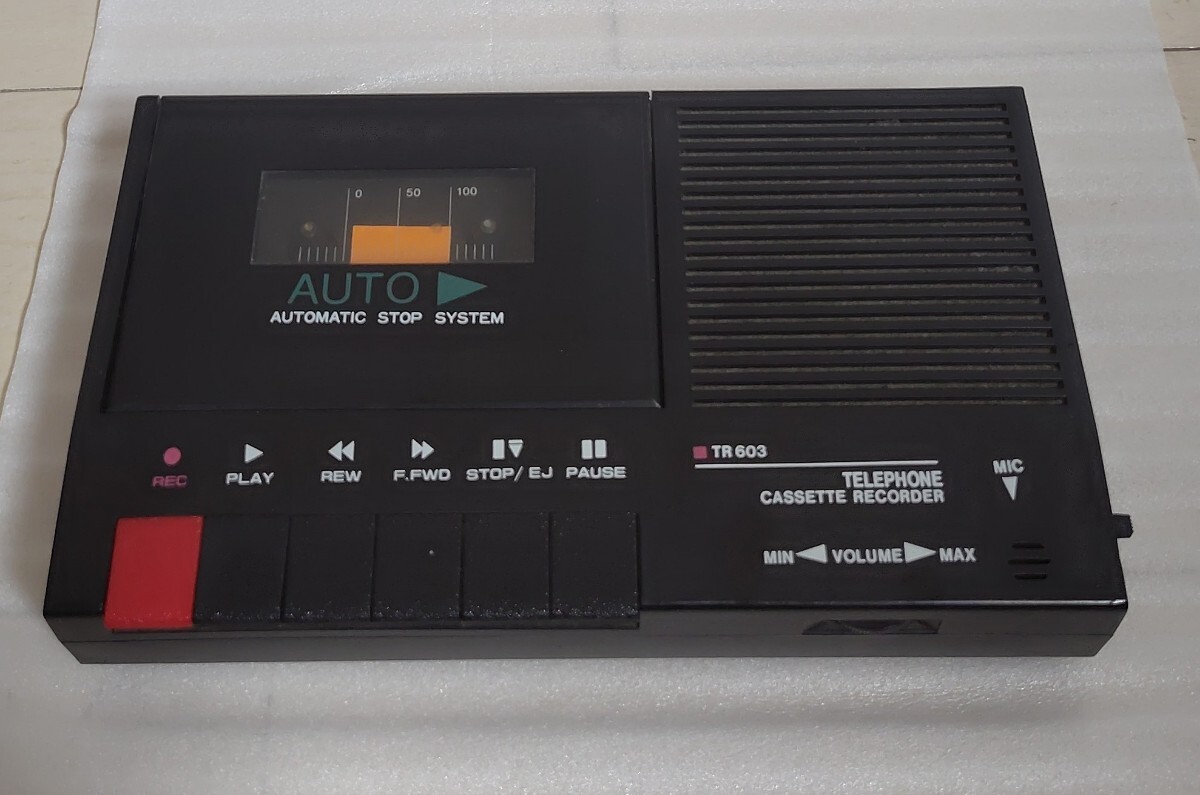 0 50 100
AUTO
AUTOMATIC STOP SYSTEM
REC PLAY REW F.FWD STOP/EJ PAUSE
TR 603
TELEPHONE
CASSETTE RECORDER
MIC
MIN VOLUME MAX